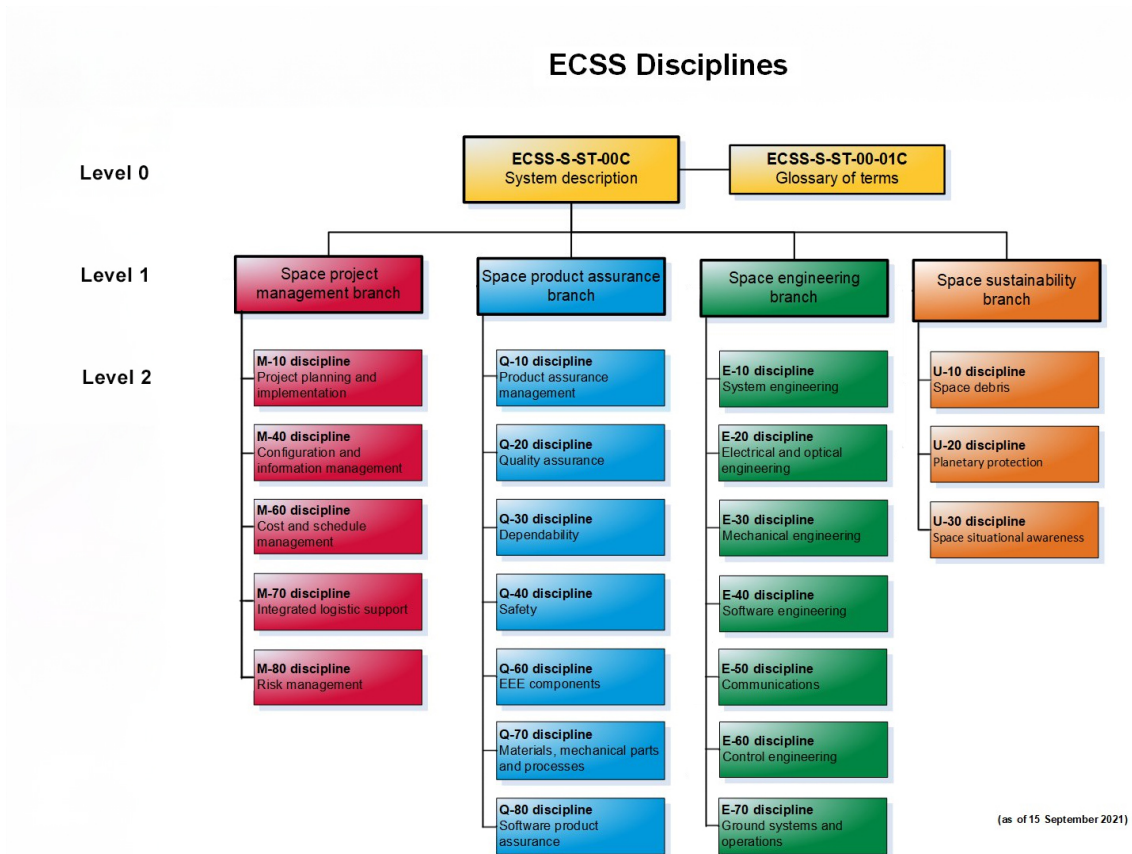 ECSS Disciplines
Level 0
ECSS-S-ST-00C
System description
ECSS-S-ST-00-01C
Glossary of terms
Level 1
Space project
management branch
Space product assurance
branch
Space engineering
branch
Space sustainability
branch
Level 2
M-10 discipline
Project planning and
implementation
M-40 discipline
Configuration and
information management
M-60 discipline
Cost and schedule
management
M-70 discipline
Integrated logistic support
M-80 discipline
Risk management
Q-10 discipline
Product assurance
management
Q-20 discipline
Quality assurance
Q-30 discipline
Dependability
Q-40 discipline
Safety
Q-60 discipline
EEE components
Q-70 discipline
Materials, mechanical parts
and processes
Q-80 discipline
Software product
assurance
E-10 discipline
System engineering
E-20 discipline
Electrical and optical
engineering
E-30 discipline
Mechanical engineering
E-40 discipline
Software engineering
E-50 discipline
Communications
E-60 discipline
Control engineering
E-70 discipline
Ground systems and
operations
U-10 discipline
Space debris
U-20 discipline
Planetary protection
U-30 discipline
Space situational awareness
(as of 15 September 2021)